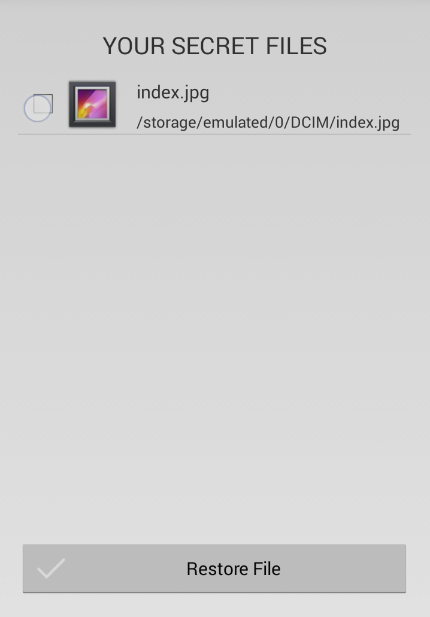 YOUR SECRET FILES
index.jpg
/storage/emulated/0/DCIM/index.jpg
Restore File